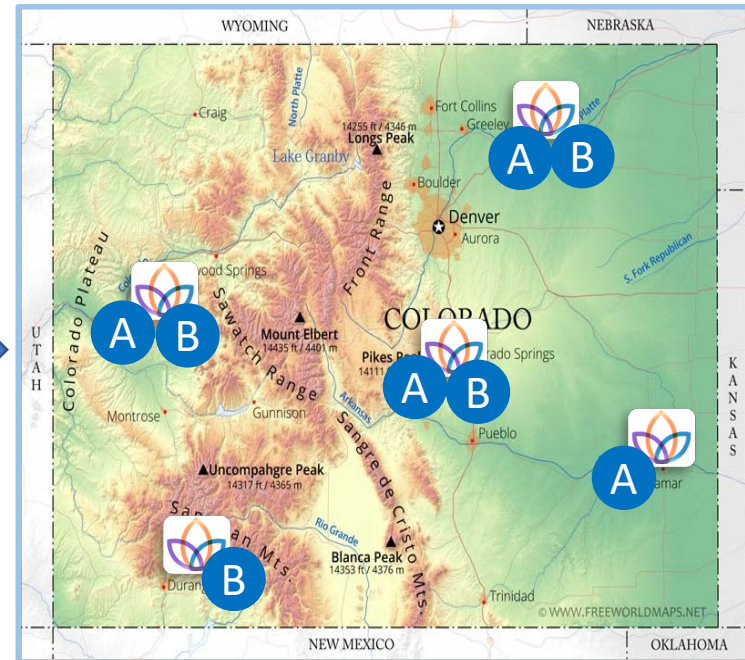 WYOMING
NEBRASKA
Craig
North Platte
Fort Collins
Platte
Greeley
14255 ft / 4346 m
Longs Peak
Lake Granby
A B
Boulder
Denver
Aurora
Front Range
S. Fork Republican
Colorado Plateau
wood Springs
A B
Sawatch Range
COLORADO
Mount Elbert
14435 ft / 4401 m
Pikes
14111
rado Springs
UTAH
KANSAS
A B
Arkansas
Montrose
Gunnison
Pueblo
Sangre de Cristo Mts.
Uncompahgre Peak
14317 ft / 4365 m
A
amar
Rio Grande
Mts.
Blanca Peak
14353 ft / 4376 m
B
Durang
Trinidad
© WWW.FREEWORLDMAPS.NET
NEW MEXICO
OKLAHOMA